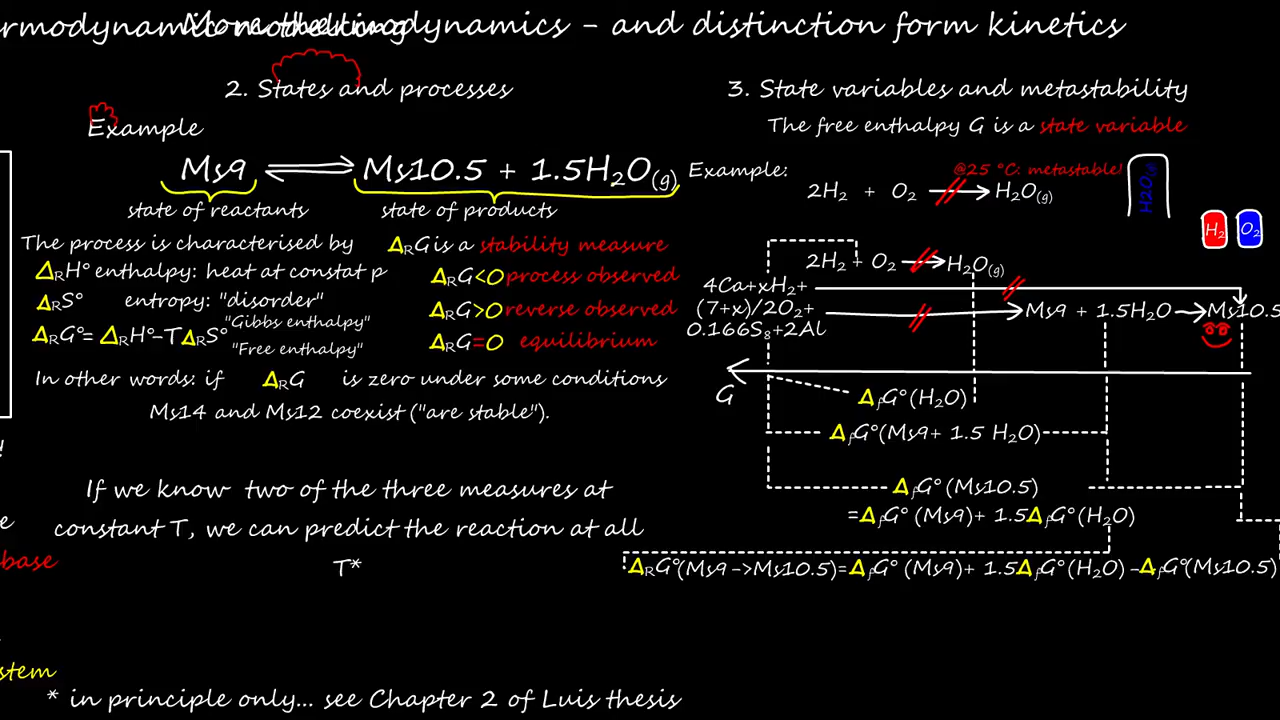 More thermodynamics - and distinction form kinetics
2. States and processes
Example
Ms9 ⇌ Ms10.5 + 1.5H₂O(g)
state of reactants
state of products
The process is characterised by
ΔRH° enthalpy: heat at constat p
ΔRS° entropy: "disorder"
ΔRG°= ΔRH°-TΔRS°
"Gibbs enthalpy"
"Free enthalpy"
ΔRG is a stability measure
ΔRG<0 process observed
ΔRG>0 reverse observed
ΔRG=0 equilibrium
In other words: if ΔRG is zero under some conditions
Ms14 and Ms12 coexist ("are stable").
If we know two of the three measures at
constant T, we can predict the reaction at all
T*
* in principle only... see Chapter 2 of Luis thesis
base
stem
3. State variables and metastability
The free enthalpy G is a state variable
Example:
@25 °C: metastable!
2H₂ + O₂ → H₂O(g)
H2O(g)
H₂
O₂
2H₂ + O₂ → H₂O(g)
4Ca+xH₂+
(7+x)/2O₂+
0.166S₈+2Al
Ms9 + 1.5H₂O → Ms10.5
G
ΔfG°(H₂O)
ΔfG°(Ms9+ 1.5 H₂O)
ΔfG°(Ms10.5)
=ΔfG°(Ms9)+ 1.5ΔfG°(H₂O)
ΔRG°(Ms9->Ms10.5)=ΔfG° (Ms9)+ 1.5ΔfG°(H₂O) -ΔfG°(Ms10.5)